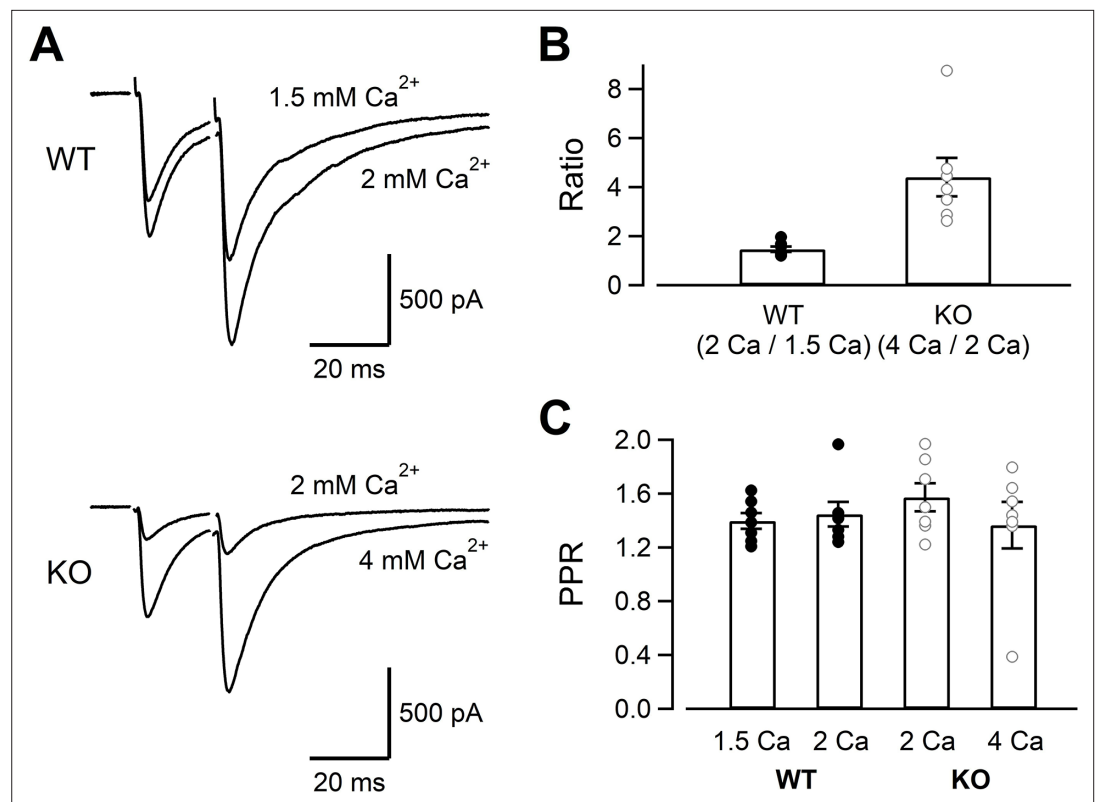 A
WT
1.5 mM Ca2+
2 mM Ca2+
500 pA
20 ms
KO
2 mM Ca2+
4 mM Ca2+
500 pA
20 ms
B
Ratio
8
6
4
2
0
WT KO
(2 Ca / 1.5 Ca) (4 Ca / 2 Ca)
C
PPR
2.0
1.6
1.2
0.8
0.4
0.0
1.5 Ca 2 Ca 2 Ca 4 Ca
WT KO